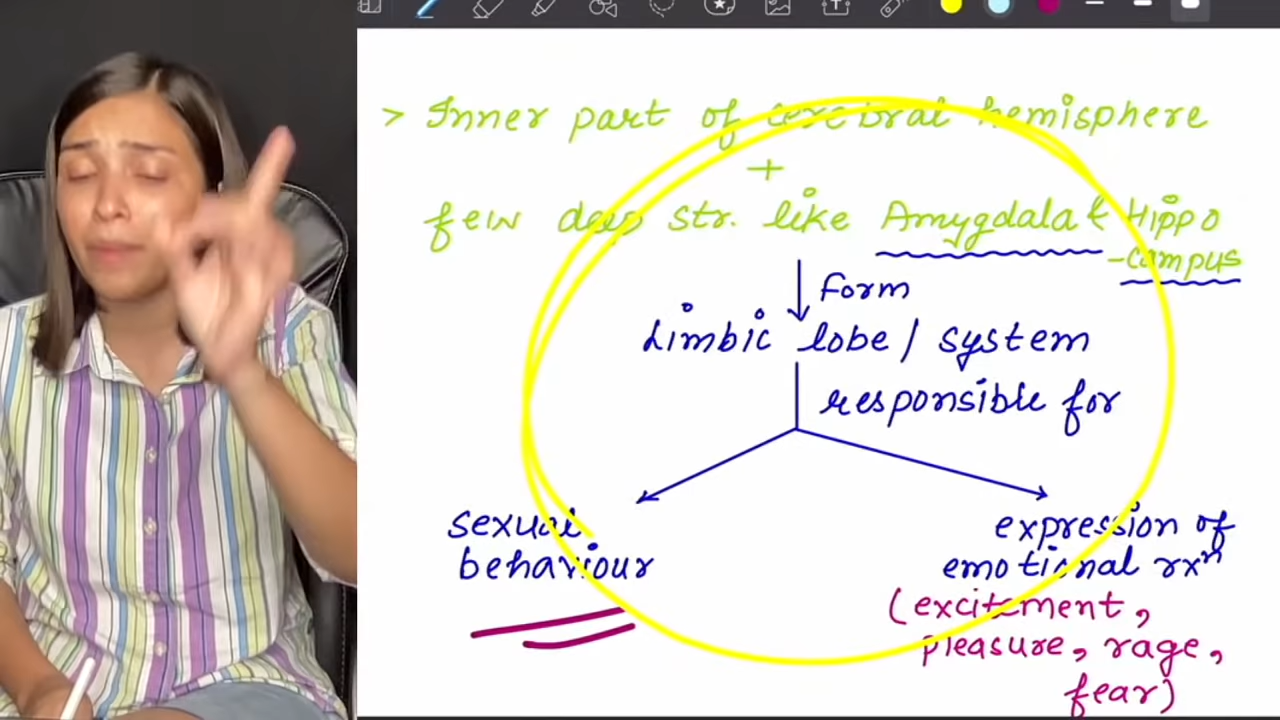 > Inner part of cerebral hemisphere
+
few deep str. like Amygdala & Hippo
-campus
Form
Limbic lobe / system
responsible for
sexual
behaviour
expression of
emotional rxⁿ
(excitement,
pleasure, rage,
fear)